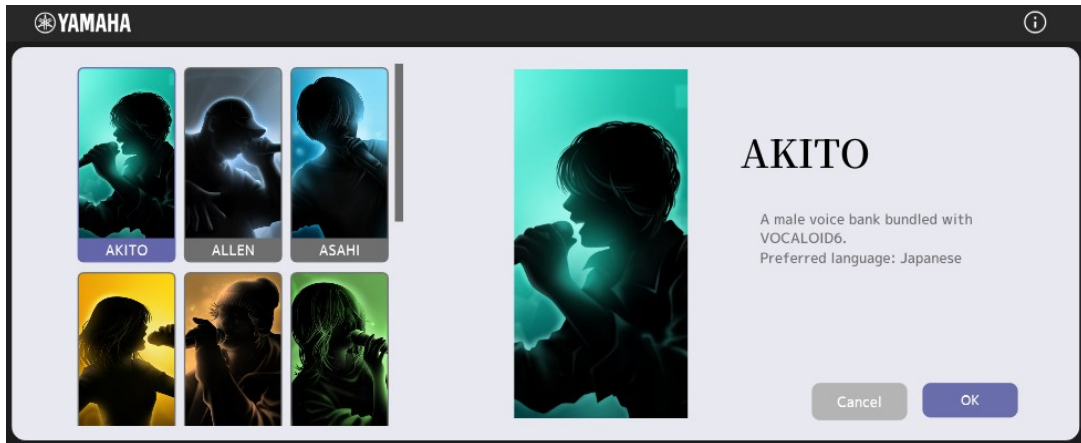 YAMAHA
AKITO
ALLEN
ASAHI
AKITO
A male voice bank bundled with
VOCALOID6.
Preferred language: Japanese
Cancel
OK